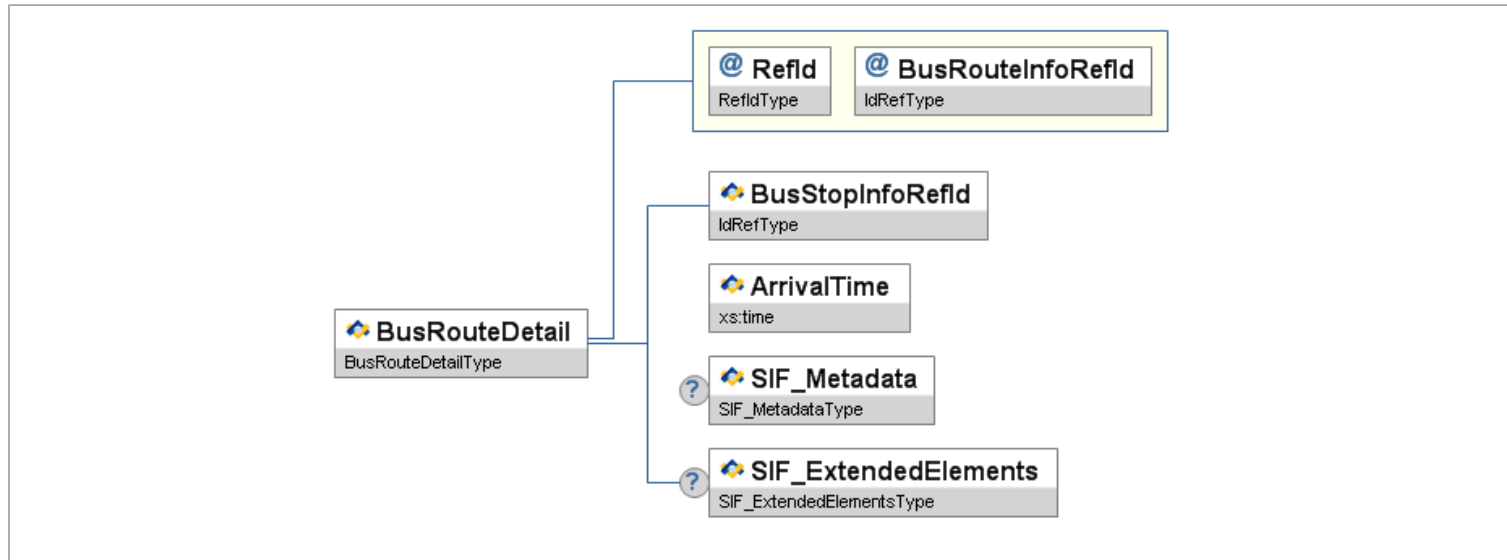 @ RefId
RefIdType
@ BusRouteInfoRefId
IdRefType
BusStopInfoRefId
IdRefType
ArrivalTime
xs:time
BusRouteDetail
BusRouteDetailType
? SIF_Metadata
SIF_MetadataType
? SIF_ExtendedElements
SIF_ExtendedElementsType